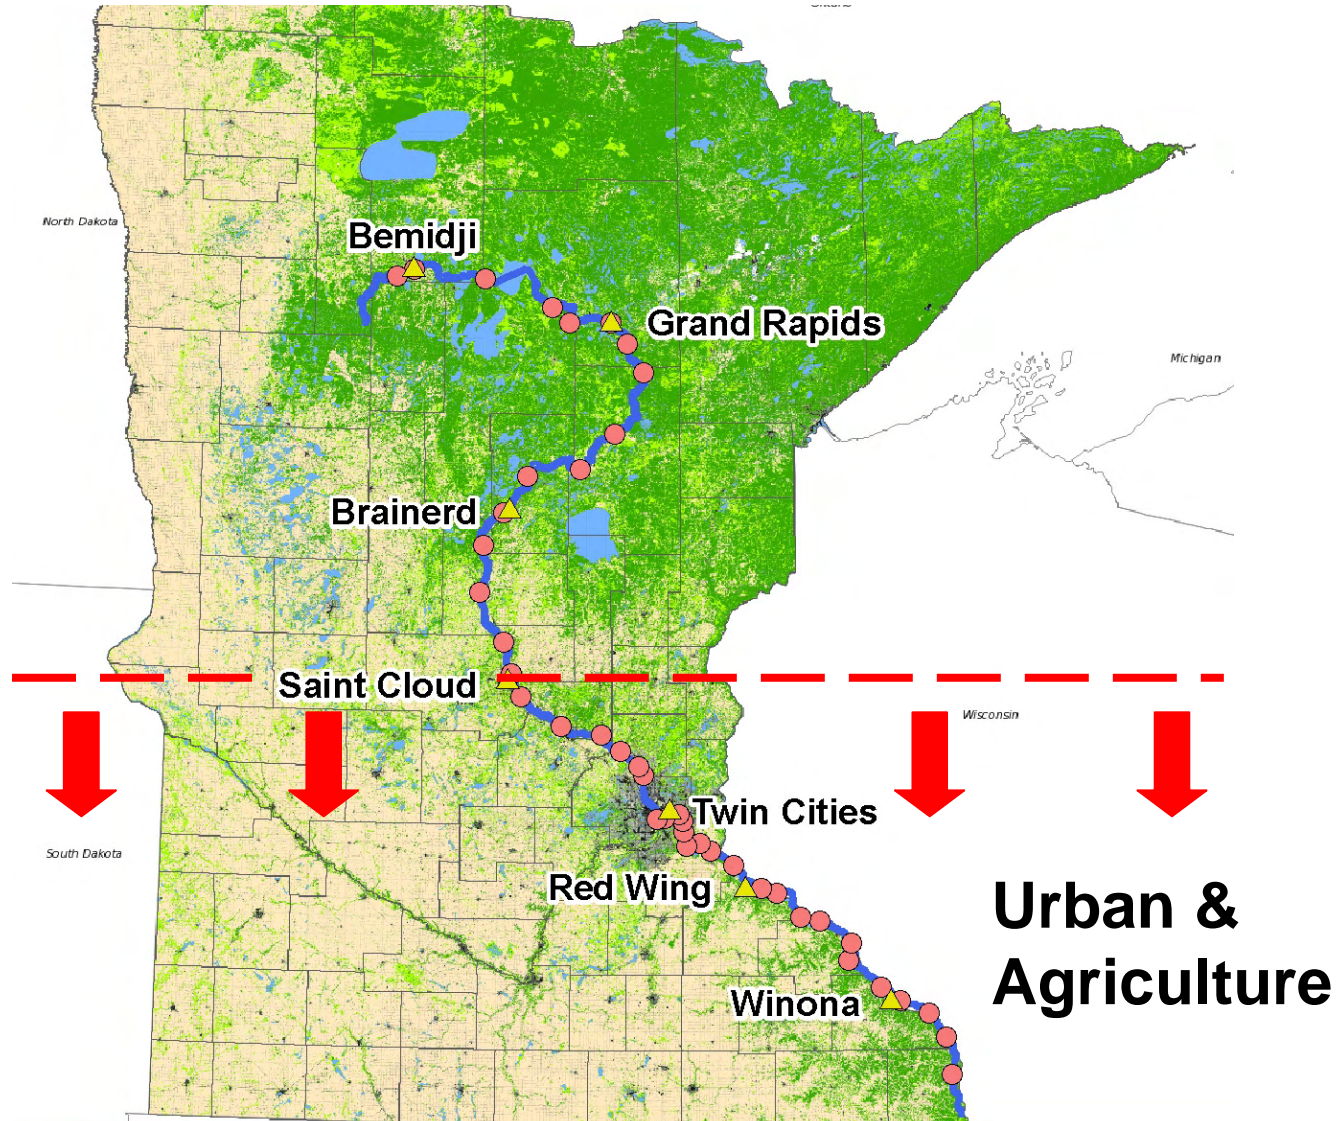 Ontario
North Dakota
Bemidji
Grand Rapids
Michigan
Brainerd
Saint Cloud
Wisconsin
Twin Cities
South Dakota
Red Wing
Urban &
Agriculture
Winona